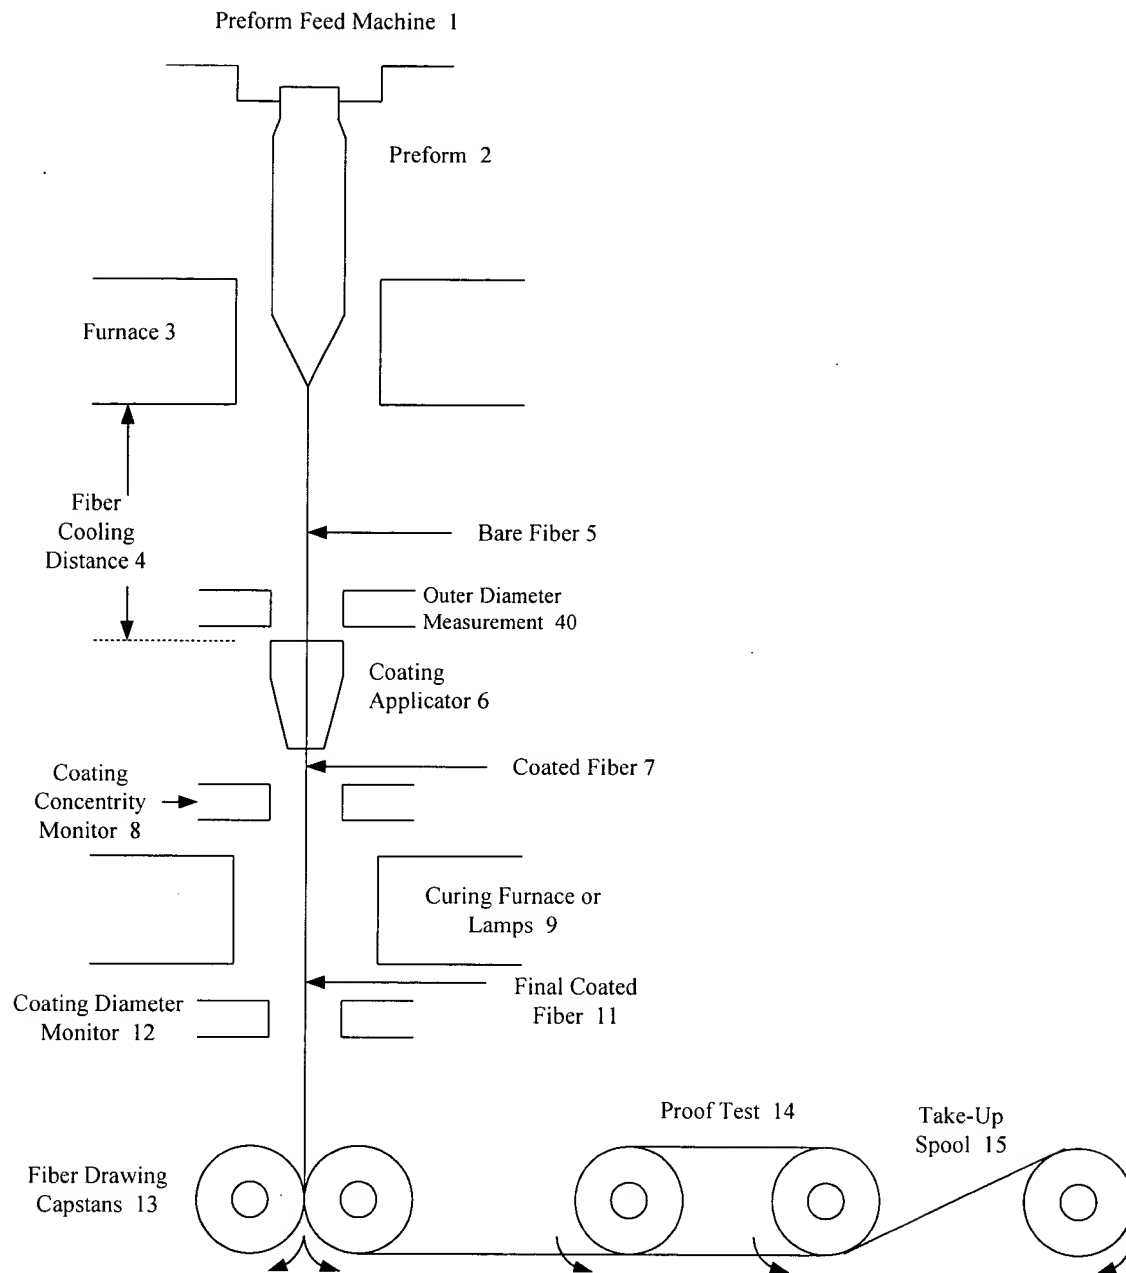 Preform Feed Machine 1
Preform 2
Furnace 3
Fiber
Cooling
Distance 4
Bare Fiber 5
Outer Diameter
Measurement 40
Coating
Applicator 6
Coated Fiber 7
Coating
Concentrity
Monitor 8
Curing Furnace or
Lamps 9
Final Coated
Fiber 11
Coating Diameter
Monitor 12
Proof Test 14
Take-Up
Spool 15
Fiber Drawing
Capstans 13